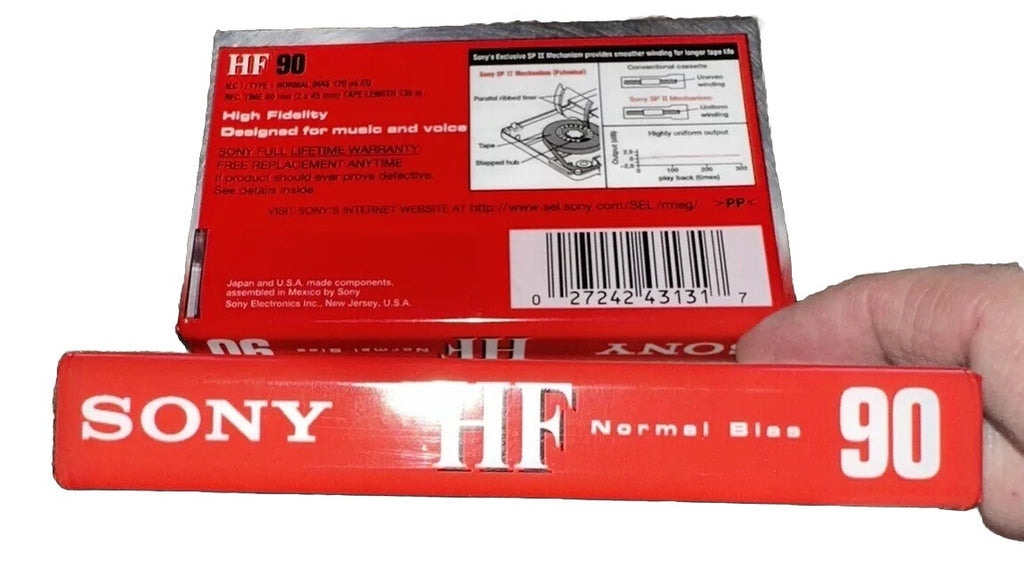 HF 90
IEC I / TYPE I NORMAL BIAS 120 µs EQ
REC. TIME 90 min (2 x 45 min) TAPE LENGTH 135 m
High Fidelity
Designed for music and voice
SONY FULL LIFETIME WARRANTY
FREE REPLACEMENT ANYTIME
If product should ever prove defective.
See details inside.
Sony's Exclusive SP II Mechanism provides smoother winding for longer tape life
Sony SP II Mechanism (Patented)
Parallel ribbed liner
Tape
Stepped hub
Conventional cassette
Uneven
winding
Sony SP II Mechanism
Uniform
winding
Highly uniform output
Output (dB)
100 200 300
play back (times)
VISIT SONY'S INTERNET WEBSITE AT http://www.sel.sony.com/SEL/rmeg/ >PP<
Japan and U.S.A. made components,
assembled in Mexico by Sony
Sony Electronics Inc., New Jersey, U.S.A.
0 27242 43131 7
SONY HF Normal Bias 90
SONY HF Normal Bias 90